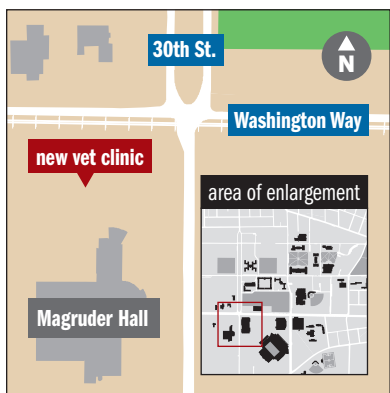 30th St.
N
Washington Way
new vet clinic
area of enlargement
Magruder Hall